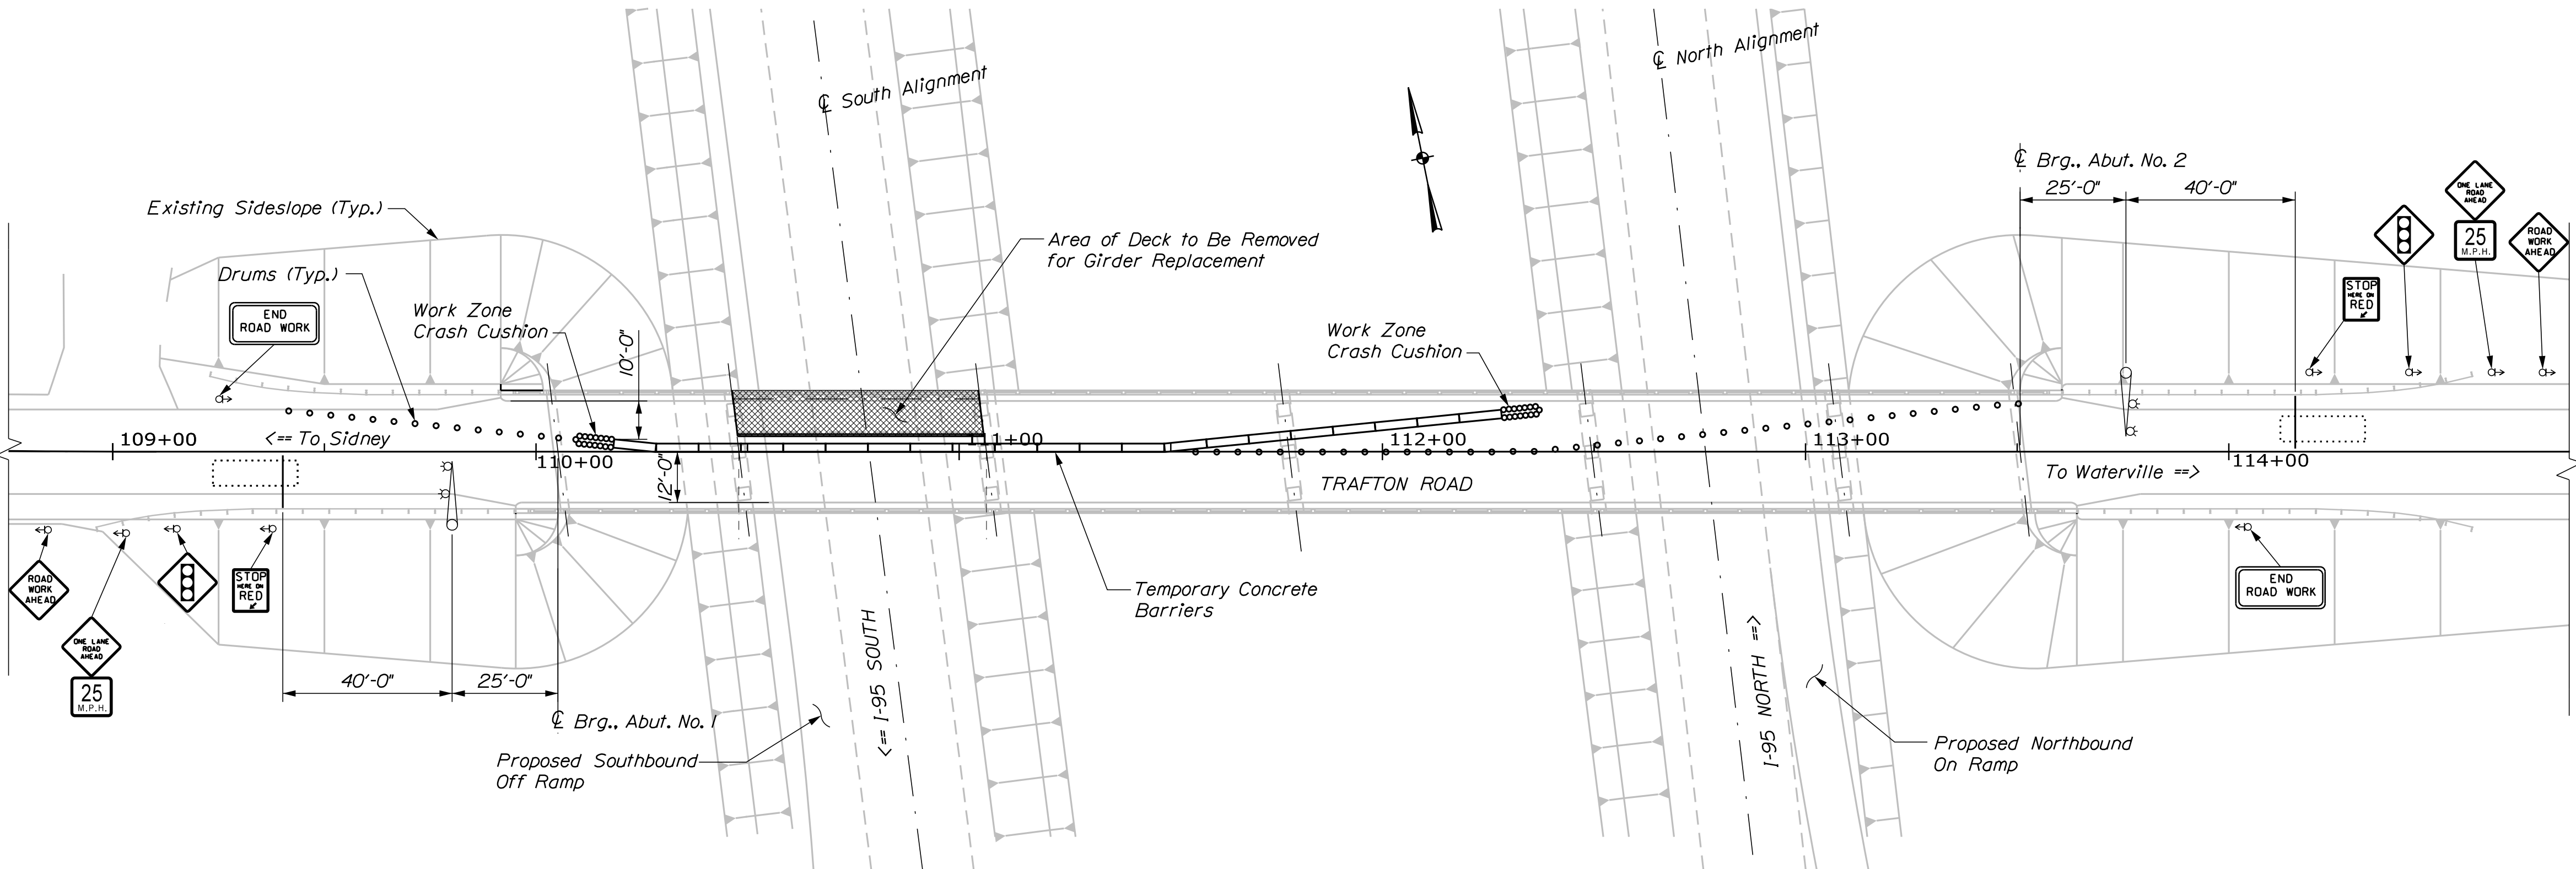 ℄ South Alignment
℄ North Alignment
Existing Sideslope (Typ.)
Drums (Typ.)
END
ROAD WORK
Work Zone
Crash Cushion
10'-0"
Area of Deck to Be Removed
for Girder Replacement
Work Zone
Crash Cushion
℄ Brg., Abut. No. 2
25'-0"
40'-0"
STOP
HERE ON
RED
ONE LANE
ROAD
AHEAD
25
M.P.H.
ROAD
WORK
AHEAD
109+00
<== To Sidney
110+00
12'-0"
111+00
112+00
113+00
114+00
TRAFTON ROAD
To Waterville ==>
ROAD
WORK
AHEAD
ONE LANE
ROAD
AHEAD
25
M.P.H.
STOP
HERE ON
RED
40'-0"
25'-0"
℄ Brg., Abut. No. 1
Proposed Southbound
Off Ramp
<== I-95 SOUTH
Temporary Concrete
Barriers
I-95 NORTH ==>
Proposed Northbound
On Ramp
END
ROAD WORK